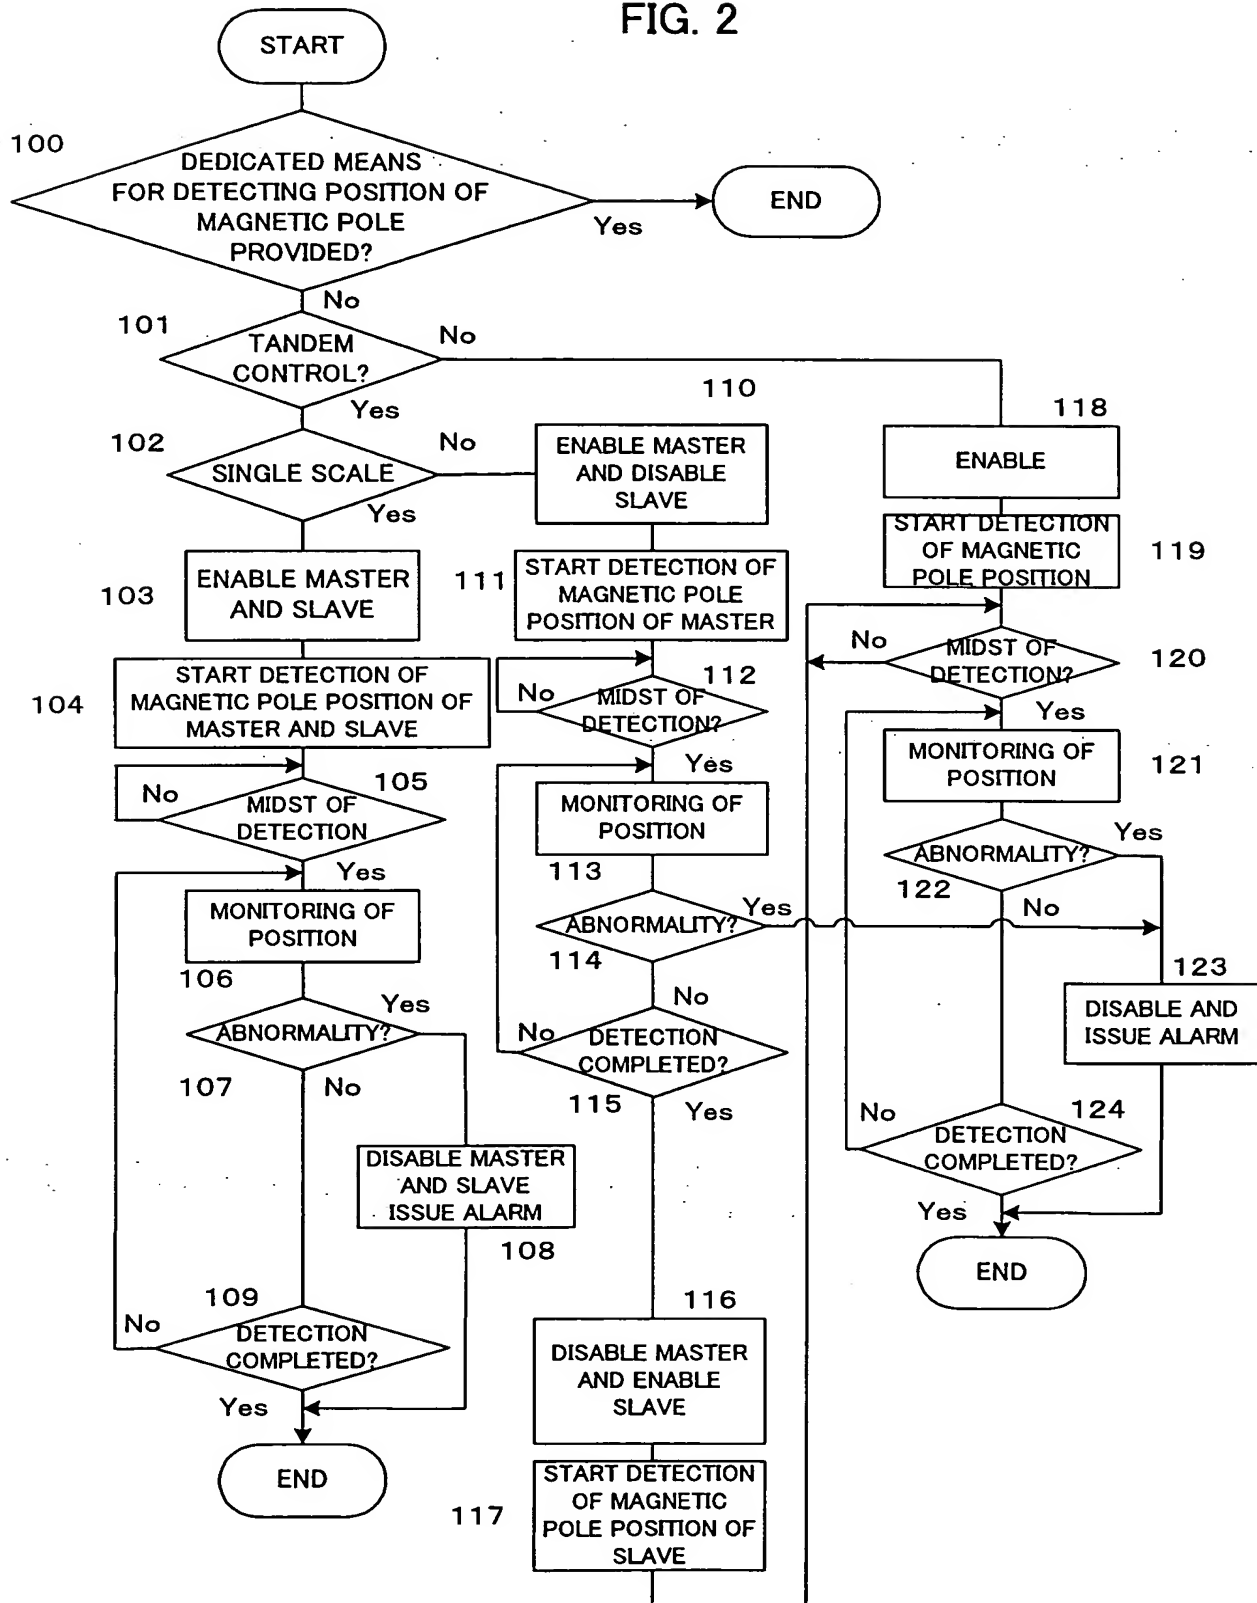 FIG. 2
START
100
DEDICATED MEANS
FOR DETECTING POSITION OF
MAGNETIC POLE
PROVIDED?
Yes
END
No
101
TANDEM
CONTROL?
No
Yes
102
SINGLE SCALE
No
Yes
103
ENABLE MASTER
AND SLAVE
104
START DETECTION OF
MAGNETIC POLE POSITION OF
MASTER AND SLAVE
105
No
MIDST OF
DETECTION
Yes
MONITORING OF
POSITION
106
Yes
ABNORMALITY?
107
No
DISABLE MASTER
AND SLAVE
ISSUE ALARM
108
109
No
DETECTION
COMPLETED?
Yes
END
110
ENABLE MASTER
AND DISABLE
SLAVE
111
START DETECTION OF
MAGNETIC POLE
POSITION OF MASTER
112
No
MIDST OF
DETECTION?
Yes
MONITORING OF
POSITION
113
Yes
ABNORMALITY?
114
No
No
DETECTION
COMPLETED?
115
Yes
116
DISABLE MASTER
AND ENABLE
SLAVE
117
START DETECTION
OF MAGNETIC
POLE POSITION OF
SLAVE
118
ENABLE
START DETECTION
OF MAGNETIC
POLE POSITION
119
No
MIDST OF
DETECTION?
120
Yes
MONITORING OF
POSITION
121
Yes
ABNORMALITY?
122
No
123
DISABLE AND
ISSUE ALARM
124
No
DETECTION
COMPLETED?
Yes
END